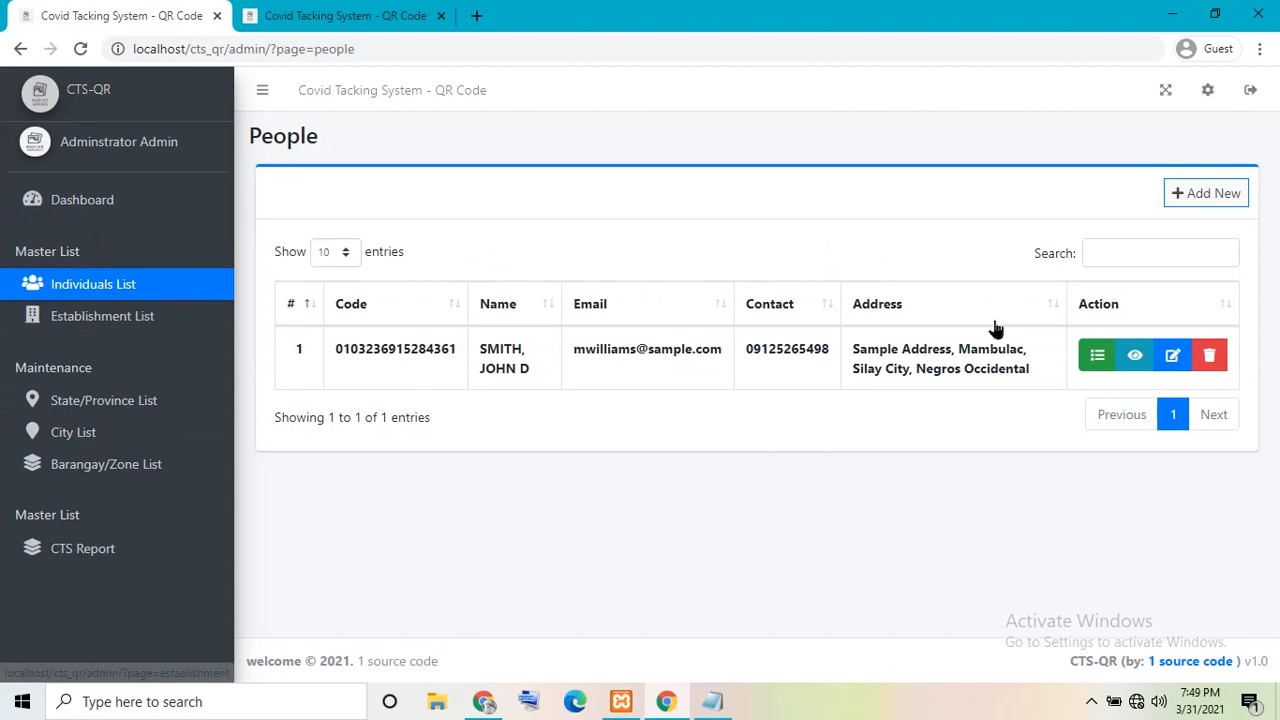 Covid Tacking System - QR Code
Covid Tacking System - QR Code
localhost/cts_qr/admin/?page=people
Guest
CTS-QR
Covid Tacking System - QR Code
Adminstrator Admin
People
Dashboard
+ Add New
Master List
Show 10 entries
Search:
Individuals List
# Code Name Email Contact Address Action
Establishment List
1 0103236915284361 SMITH, JOHN D mwilliams@sample.com 09125265498 Sample Address, Mambulac, Silay City, Negros Occidental
Maintenance
State/Province List
Showing 1 to 1 of 1 entries
Previous 1 Next
City List
Barangay/Zone List
Master List
CTS Report
Activate Windows
Go to Settings to activate Windows.
welcome © 2021. 1 source code
CTS-QR (by: 1 source code ) v1.0
localhost/cts_qr/admin/?page=establishment
Type here to search
7:49 PM
3/31/2021